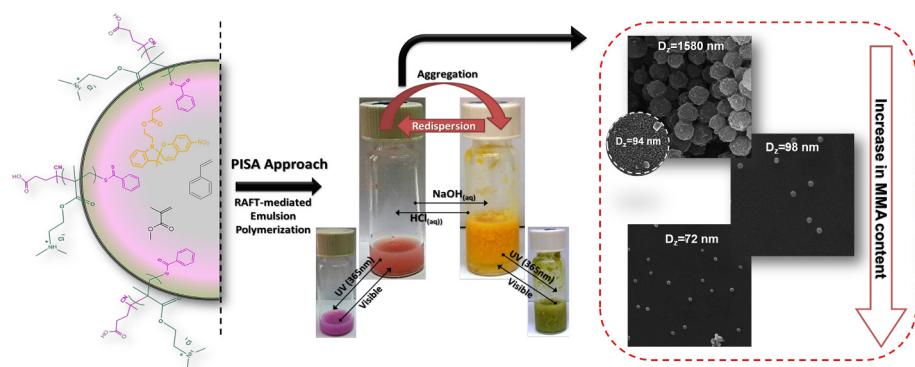 PISA Approach
RAFT-mediated
Emulsion
Polymerization
Aggregation
Redispersion
NaOH(aq)
HCl(aq))
UV (365nm)
Visible
UV (365nm)
Visible
Dz=1580 nm
Dz=94 nm
Dz=98 nm
Dz=72 nm
Increase in MMA content